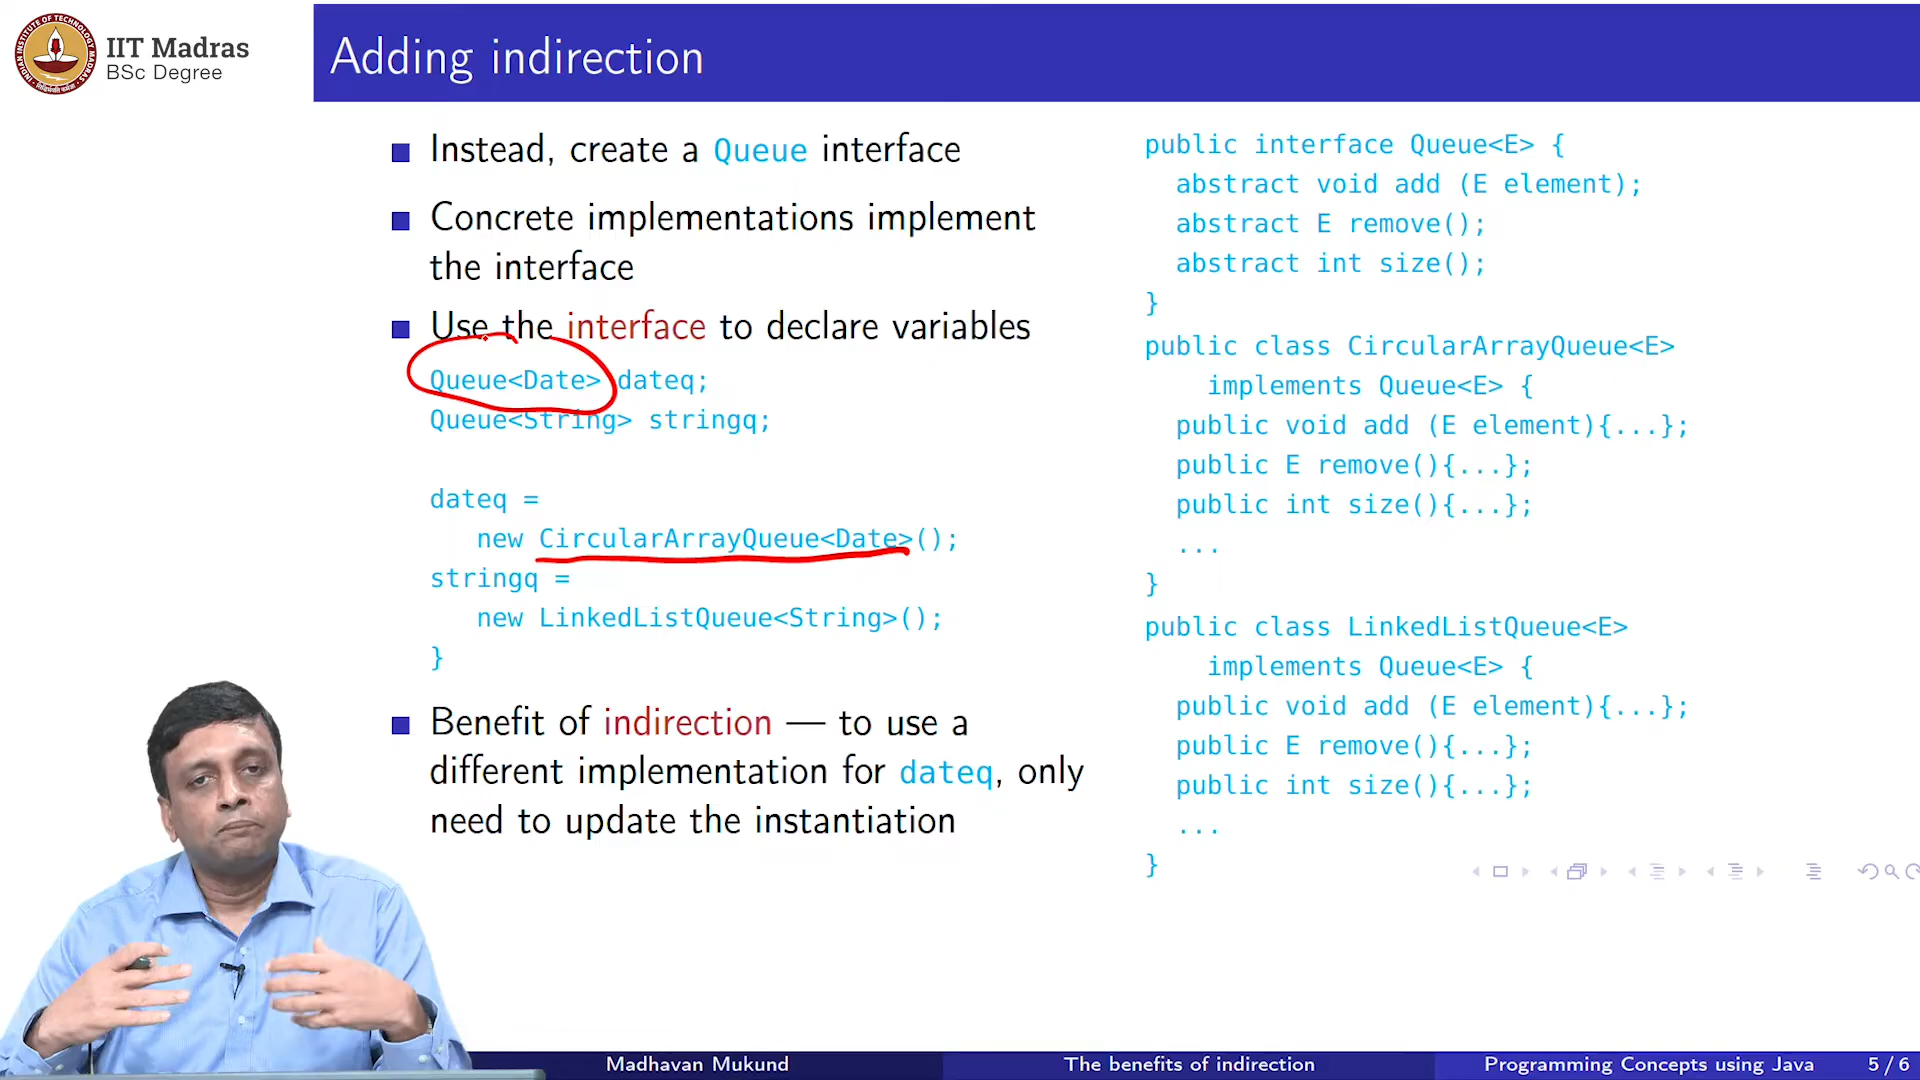 IIT Madras
BSc Degree
Adding indirection
Instead, create a Queue interface
Concrete implementations implement
the interface
Use the interface to declare variables
Queue<Date> dateq;
Queue<String> stringq;
dateq =
new CircularArrayQueue<Date>();
stringq =
new LinkedListQueue<String>();
}
Benefit of indirection — to use a
different implementation for dateq, only
need to update the instantiation
public interface Queue<E> {
abstract void add (E element);
abstract E remove();
abstract int size();
}
public class CircularArrayQueue<E>
implements Queue<E> {
public void add (E element){...};
public E remove(){...};
public int size(){...};
...
}
public class LinkedListQueue<E>
implements Queue<E> {
public void add (E element){...};
public E remove(){...};
public int size(){...};
...
}
Madhavan Mukund
The benefits of indirection
Programming Concepts using Java
5 / 6